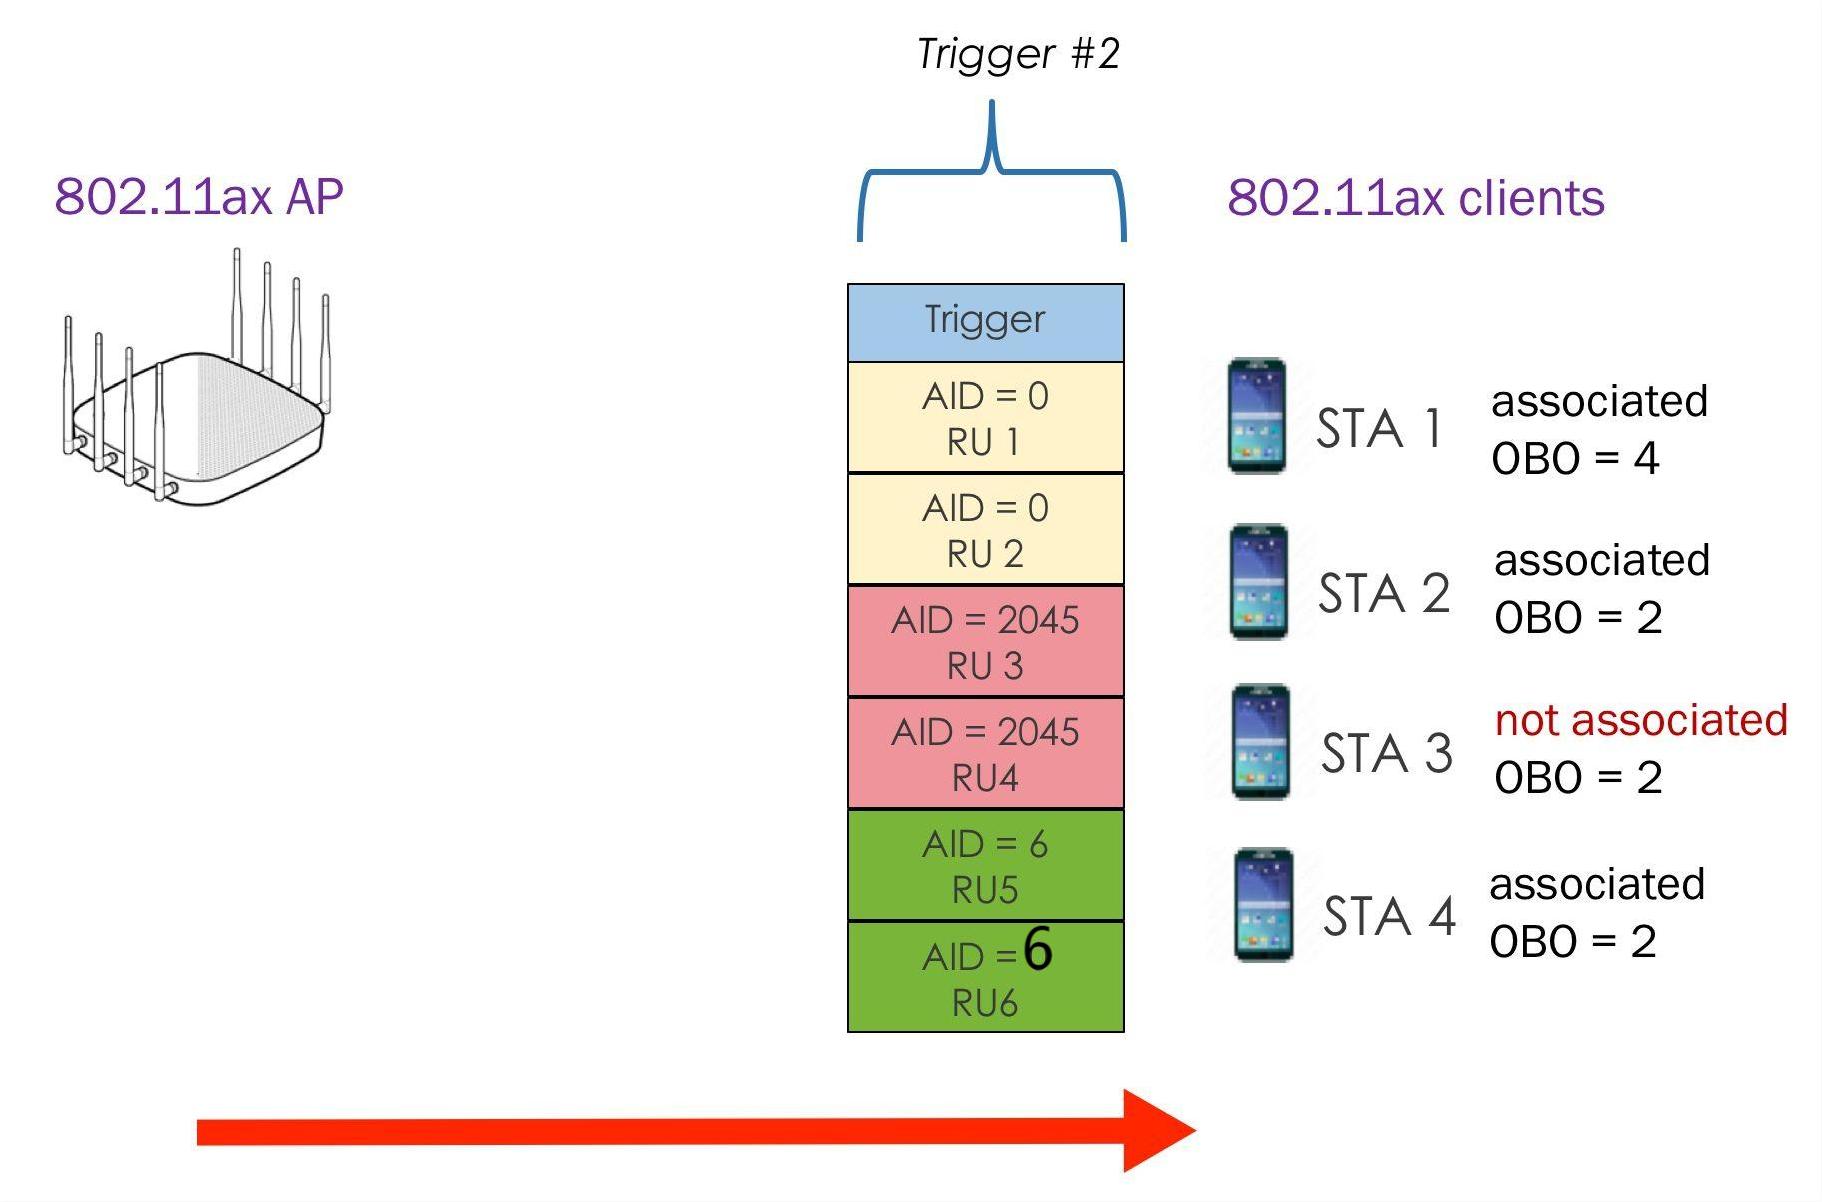 Trigger #2
802.11ax AP
802.11ax clients
Trigger
AID = 0
RU 1
AID = 0
RU 2
AID = 2045
RU 3
AID = 2045
RU4
AID = 6
RU5
AID = 6
RU6
STA 1
associated
OBO = 4
STA 2
associated
OBO = 2
STA 3
not associated
OBO = 2
STA 4
associated
OBO = 2